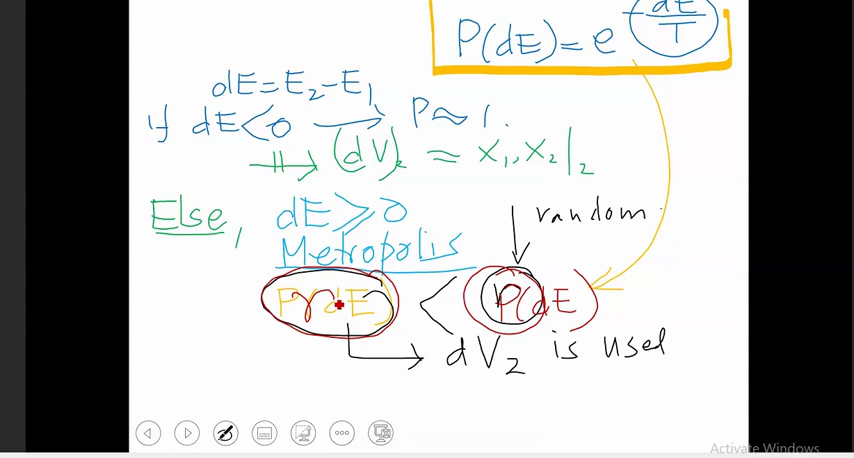 P(dE) = e^-dE/T
dE = E₂ - E₁
if dE < 0 → P ≈ 1.
(dV)₂ ≈ x₁, x₂ |₂
Else, dE ≥ 0
random
Metropolis
< P(dE)
dV₂ is used
Activate Windows